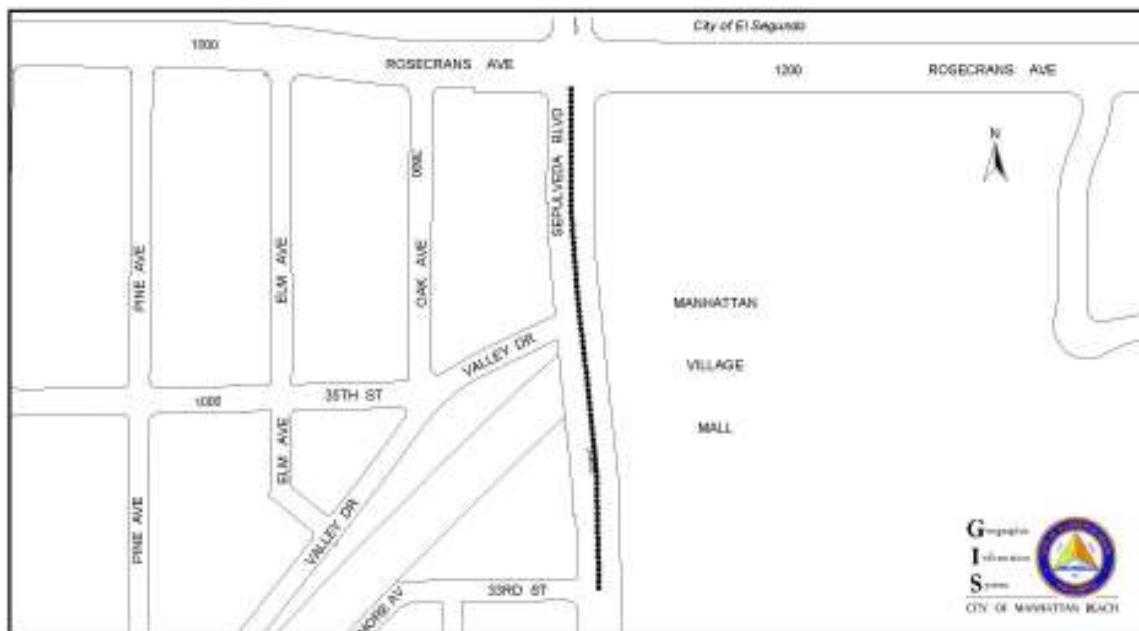 City of El Segundo
1000
ROSECRANS AVE
1200
ROSECRANS AVE
SEPULVEDA BLVD
N
OAK AVE
PINE AVE
ELM AVE
MANHATTAN
VALLEY DR
VILLAGE
35TH ST
1000
MALL
ELM AVE
PINE AVE
VALLEY DR
33RD ST
MORE AV
Geographic
Information
System
CITY OF MANHATTAN BEACH